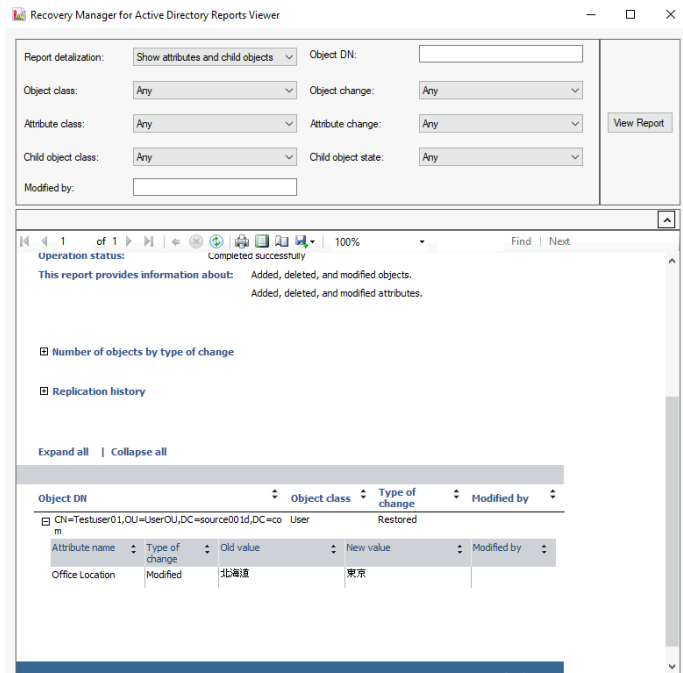 Recovery Manager for Active Directory Reports Viewer
Report detalization: Show attributes and child objects Object DN:
Object class: Any Object change: Any
Attribute class: Any Attribute change: Any View Report
Child object class: Any Child object state: Any
Modified by:
1 of 1 100% Find | Next
Operation status: Completed successfully
This report provides information about: Added, deleted, and modified objects.
Added, deleted, and modified attributes.
Number of objects by type of change
Replication history
Expand all | Collapse all
Object DN Object class Type of change Modified by
CN=Testuser01,OU=UserOU,DC=source001d,DC=co User Restored
m
Attribute name Type of change Old value New value Modified by
Office Location Modified 北海道 東京